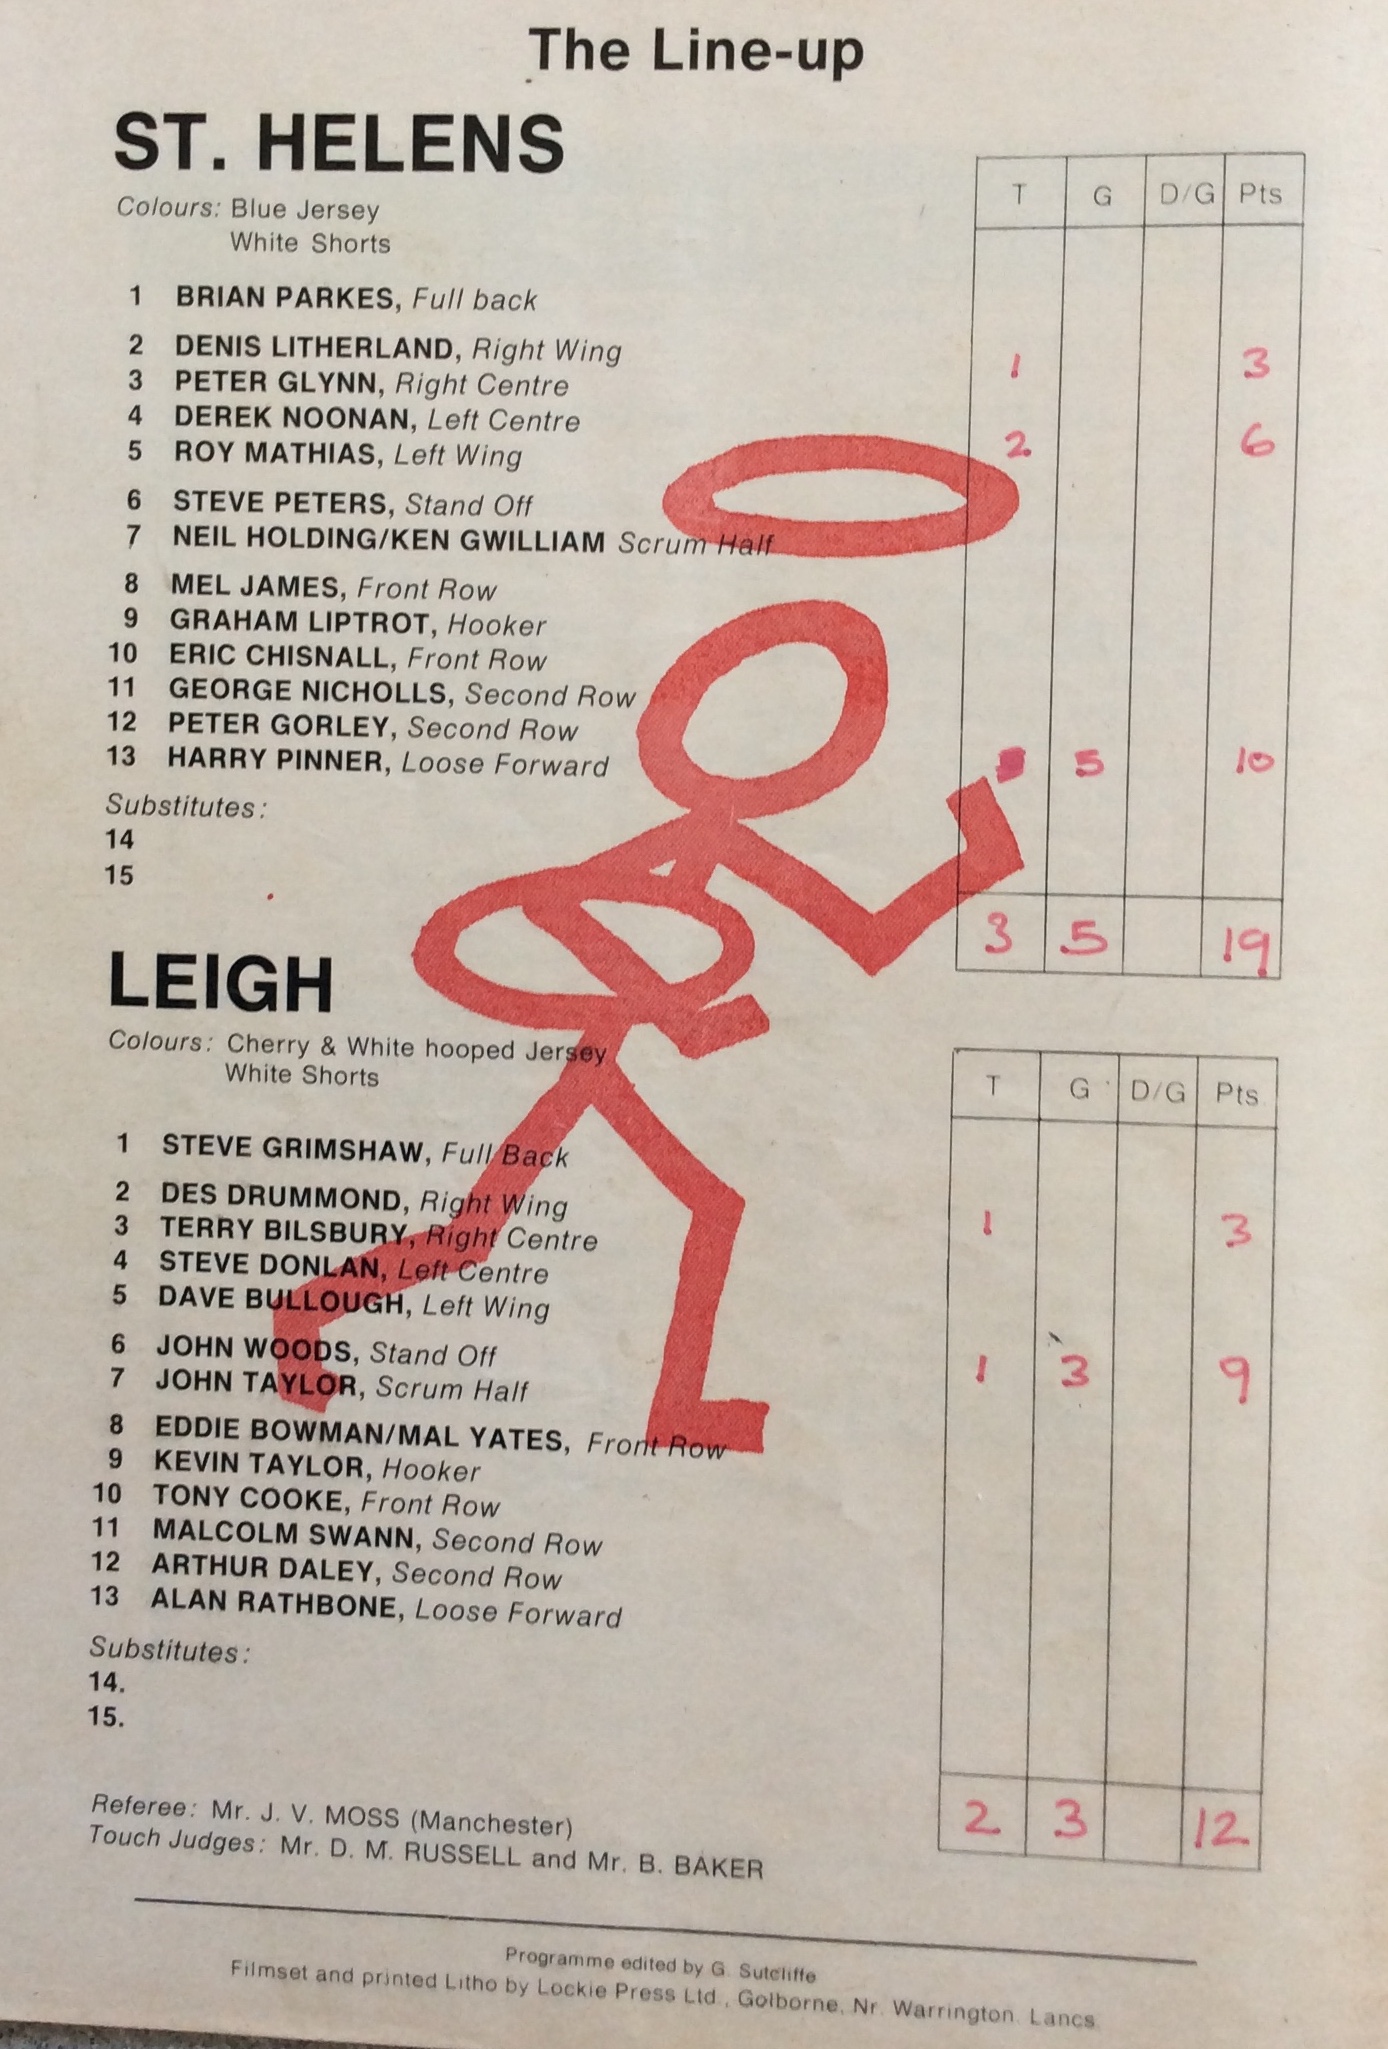 The Line-up
ST. HELENS
Colours: Blue Jersey
White Shorts
T G D/G Pts
1 BRIAN PARKES, Full back
2 DENIS LITHERLAND, Right Wing 1 3
3 PETER GLYNN, Right Centre
4 DEREK NOONAN, Left Centre
5 ROY MATHIAS, Left Wing 2 6
6 STEVE PETERS, Stand Off
7 NEIL HOLDING/KEN GWILLIAM Scrum Half
8 MEL JAMES, Front Row
9 GRAHAM LIPTROT, Hooker
10 ERIC CHISNALL, Front Row
11 GEORGE NICHOLLS, Second Row
12 PETER GORLEY, Second Row
13 HARRY PINNER, Loose Forward 5 10
Substitutes:
14
15
3 5 19
LEIGH
Colours: Cherry & White hooped Jersey
White Shorts
T G D/G Pts
1 STEVE GRIMSHAW, Full Back
2 DES DRUMMOND, Right Wing 1 3
3 TERRY BILSBURY, Right Centre
4 STEVE DONLAN, Left Centre
5 DAVE BULLOUGH, Left Wing
6 JOHN WOODS, Stand Off 1 3 9
7 JOHN TAYLOR, Scrum Half
8 EDDIE BOWMAN/MAL YATES, Front Row
9 KEVIN TAYLOR, Hooker
10 TONY COOKE, Front Row
11 MALCOLM SWANN, Second Row
12 ARTHUR DALEY, Second Row
13 ALAN RATHBONE, Loose Forward
Substitutes:
14.
15.
2 3 12
Referee: Mr. J. V. MOSS (Manchester)
Touch Judges: Mr. D. M. RUSSELL and Mr. B. BAKER
Programme edited by G. Sutcliffe
Filmset and printed Litho by Lockie Press Ltd., Golborne, Nr. Warrington. Lancs.